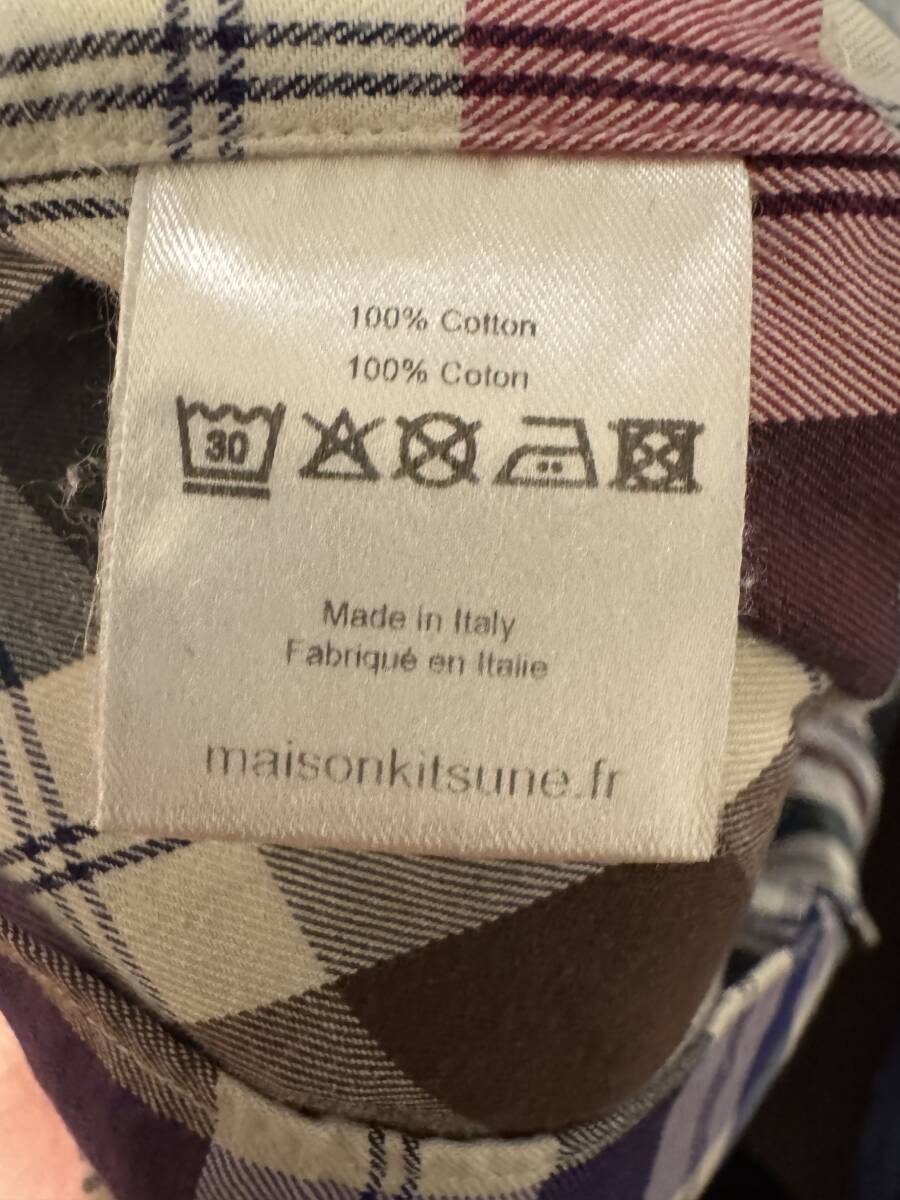 100% Cotton
100% Coton
30
Made in Italy
Fabriqué en Italie
maisonkitsune.fr